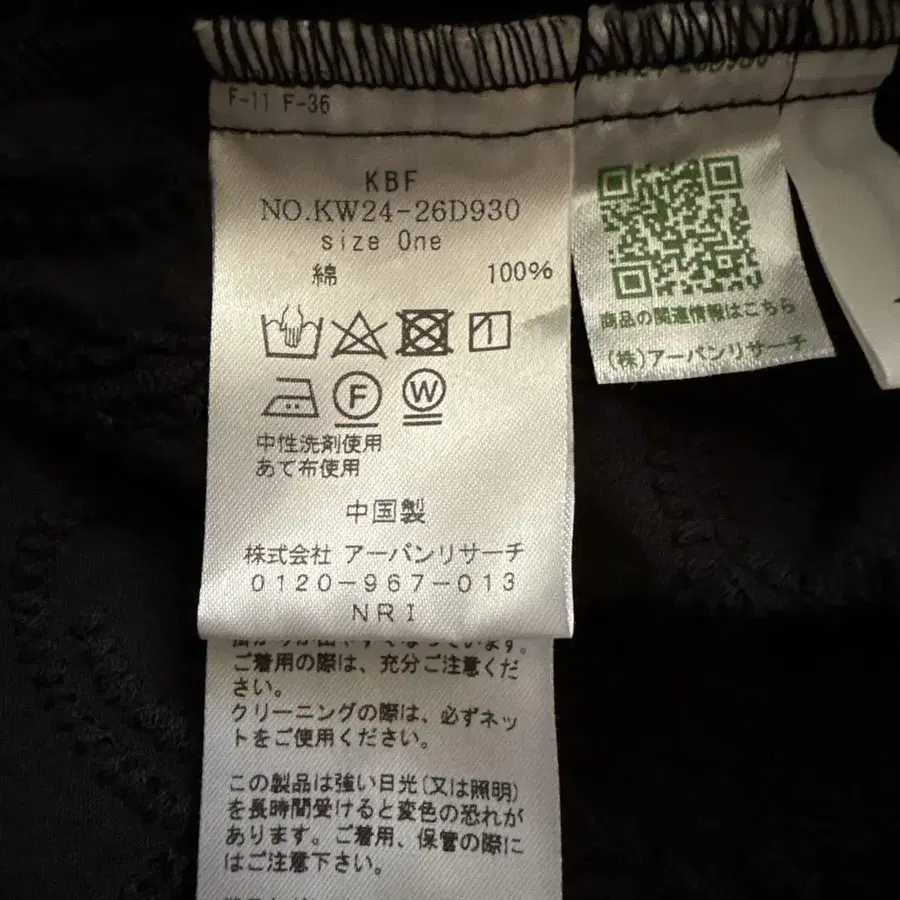 F-11 F-36
KBF
NO.KW24-26D930
size One
綿 100%
F
W
中性洗剤使用
あて布使用
中国製
株式会社 アーバンリサーチ
0120-967-013
NRI
ご着用の際は、充分ご注意くだ
さい。
クリーニングの際は、必ずネッ
トをご使用ください。
この製品は強い日光(又は照明)
を長時間受けると変色の恐れが
あります。ご着用、保管の際に
はご注意下さい。
KW24-26D930
商品の関連情報はこちら
(株)アーバンリサーチ